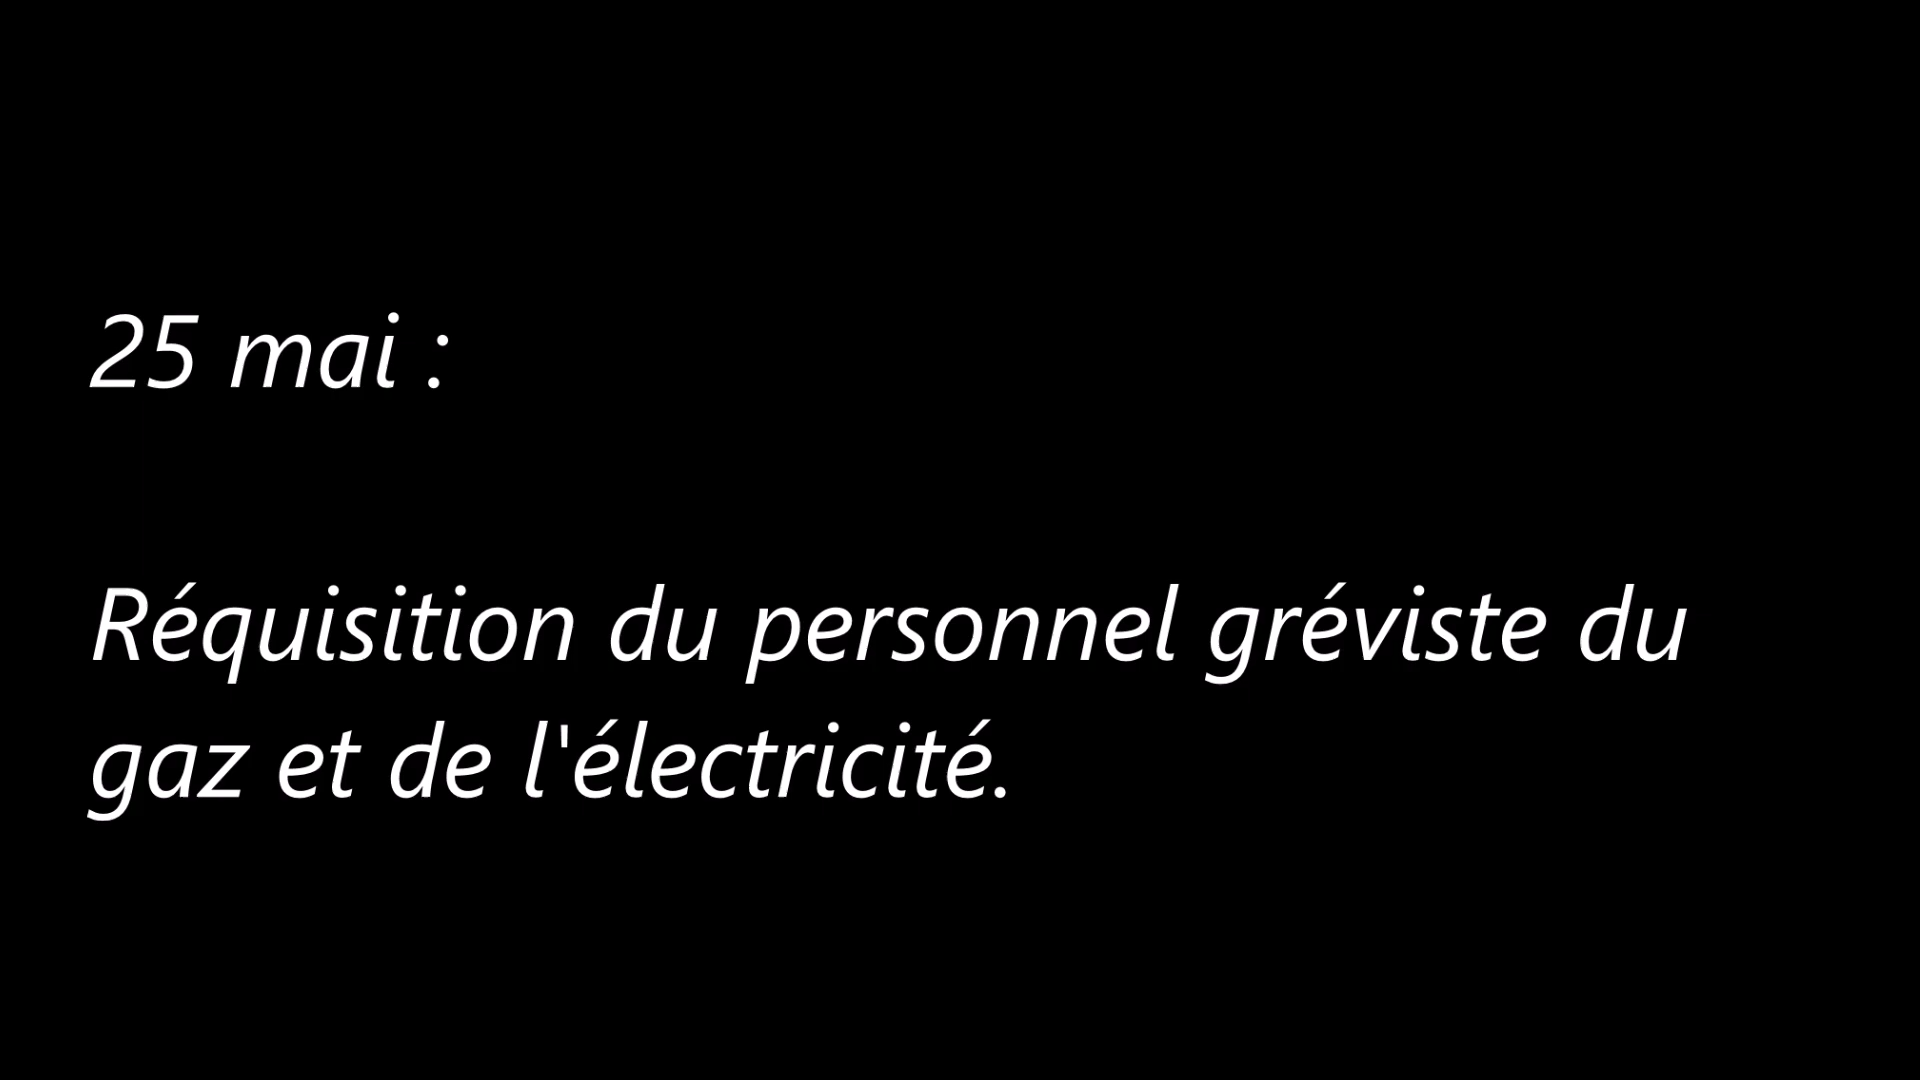 25 mai :
Réquisition du personnel gréviste du
gaz et de l'électricité.